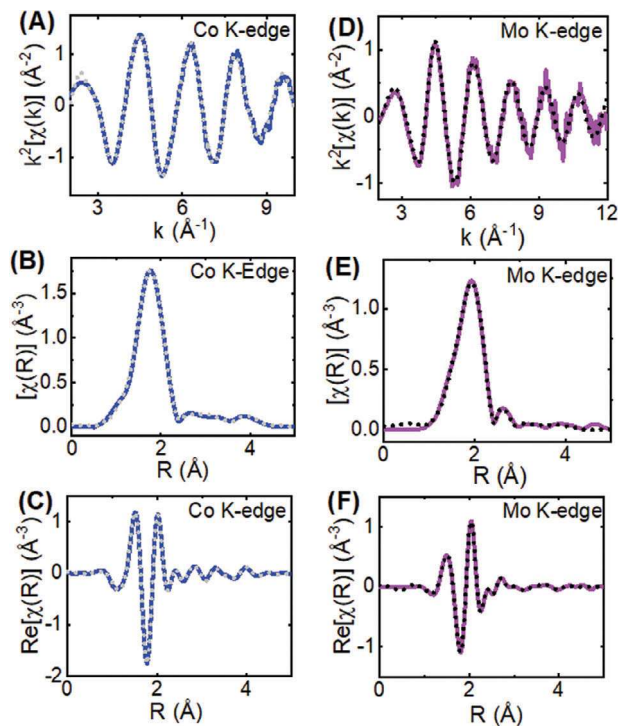 (A)
Co K-edge
k²[χ(k)] (Å⁻²)
1
0
-1
3
6
9
k (Å⁻¹)
(D)
Mo K-edge
k²[χ(k)] (Å⁻²)
1
0
-1
3
6
9
12
k (Å⁻¹)
(B)
Co K-Edge
[χ(R)] (Å⁻³)
1.5
1.0
0.5
0.0
0
2
4
R (Å)
(E)
Mo K-edge
[χ(R)] (Å⁻³)
1.0
0.5
0.0
0
2
4
R (Å)
(C)
Co K-edge
Re[χ(R)] (Å⁻³)
1
0
-1
-2
0
2
4
R (Å)
(F)
Mo K-edge
Re[χ(R)] (Å⁻³)
1
0
-1
0
2
4
R (Å)